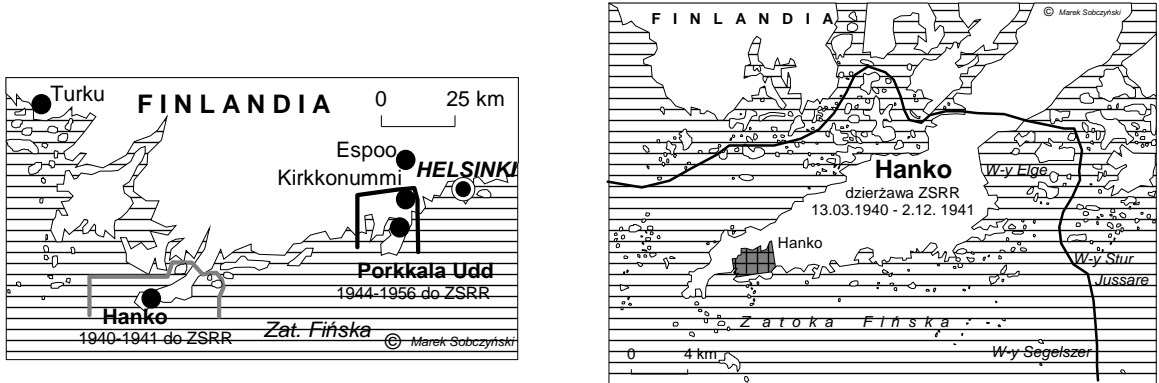 Turku
FINLANDIA
0 25 km
Espoo
HELSINKI
Kirkkonummi
Porkkala Udd
1944-1956 do ZSRR
Hanko
1940-1941 do ZSRR
Zat. Fińska
© Marek Sobczyński
FINLANDIA
© Marek Sobczyński
Hanko
dzierżawa ZSRR
13.03.1940 - 2.12. 1941
W-y Elge
Hanko
W-y Stur
Jussare
Zatoka Fińska
0 4 km
W-y Segelszer